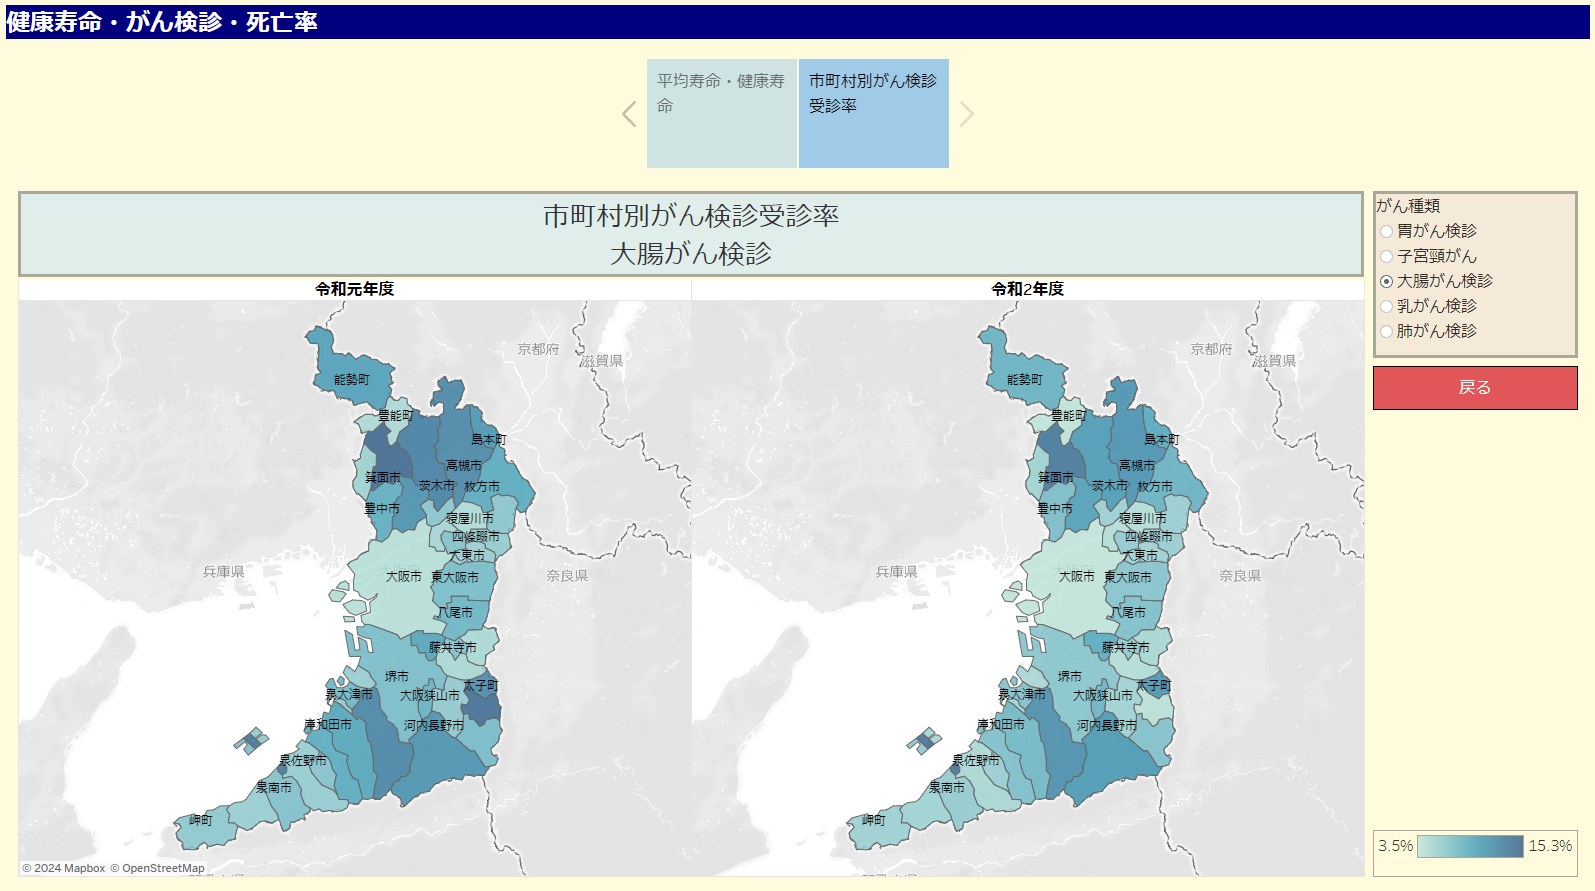 健康寿命・がん検診・死亡率
平均寿命・健康寿
命
市町村別がん検診
受診率
市町村別がん検診受診率
大腸がん検診
令和元年度
令和2年度
京都府
滋賀県
能勢町
豊能町
島本町
高槻市
箕面市
茨木市
枚方市
豊中市
寝屋川市
四條畷市
大東市
兵庫県
大阪市
東大阪市
奈良県
八尾市
藤井寺市
堺市
太子町
泉大津市
大阪狭山市
岸和田市
河内長野市
泉佐野市
泉南市
岬町
© 2024 Mapbox © OpenStreetMap
京都府
滋賀県
能勢町
豊能町
島本町
高槻市
箕面市
茨木市
枚方市
豊中市
寝屋川市
四條畷市
大東市
兵庫県
大阪市
東大阪市
奈良県
八尾市
藤井寺市
堺市
太子町
泉大津市
大阪狭山市
岸和田市
河内長野市
泉佐野市
泉南市
岬町
がん種類
胃がん検診
子宮頸がん
大腸がん検診
乳がん検診
肺がん検診
戻る
3.5%
15.3%